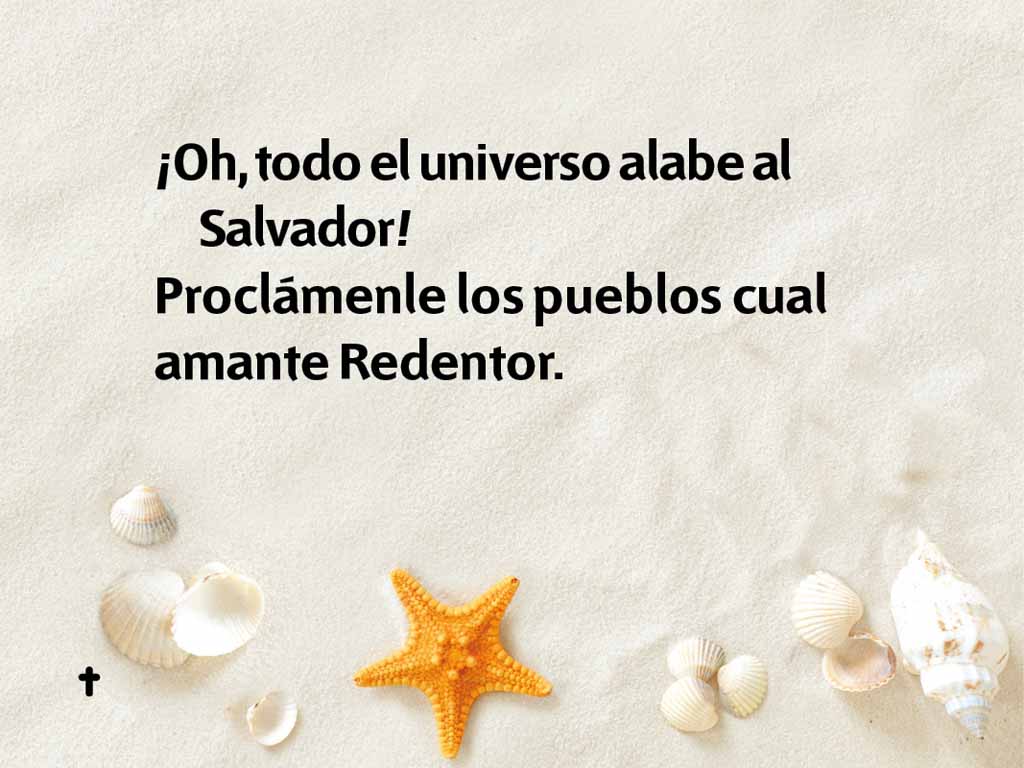 ¡Oh, todo el universo alabe al
Salvador!
Proclámenle los pueblos cual
amante Redentor.